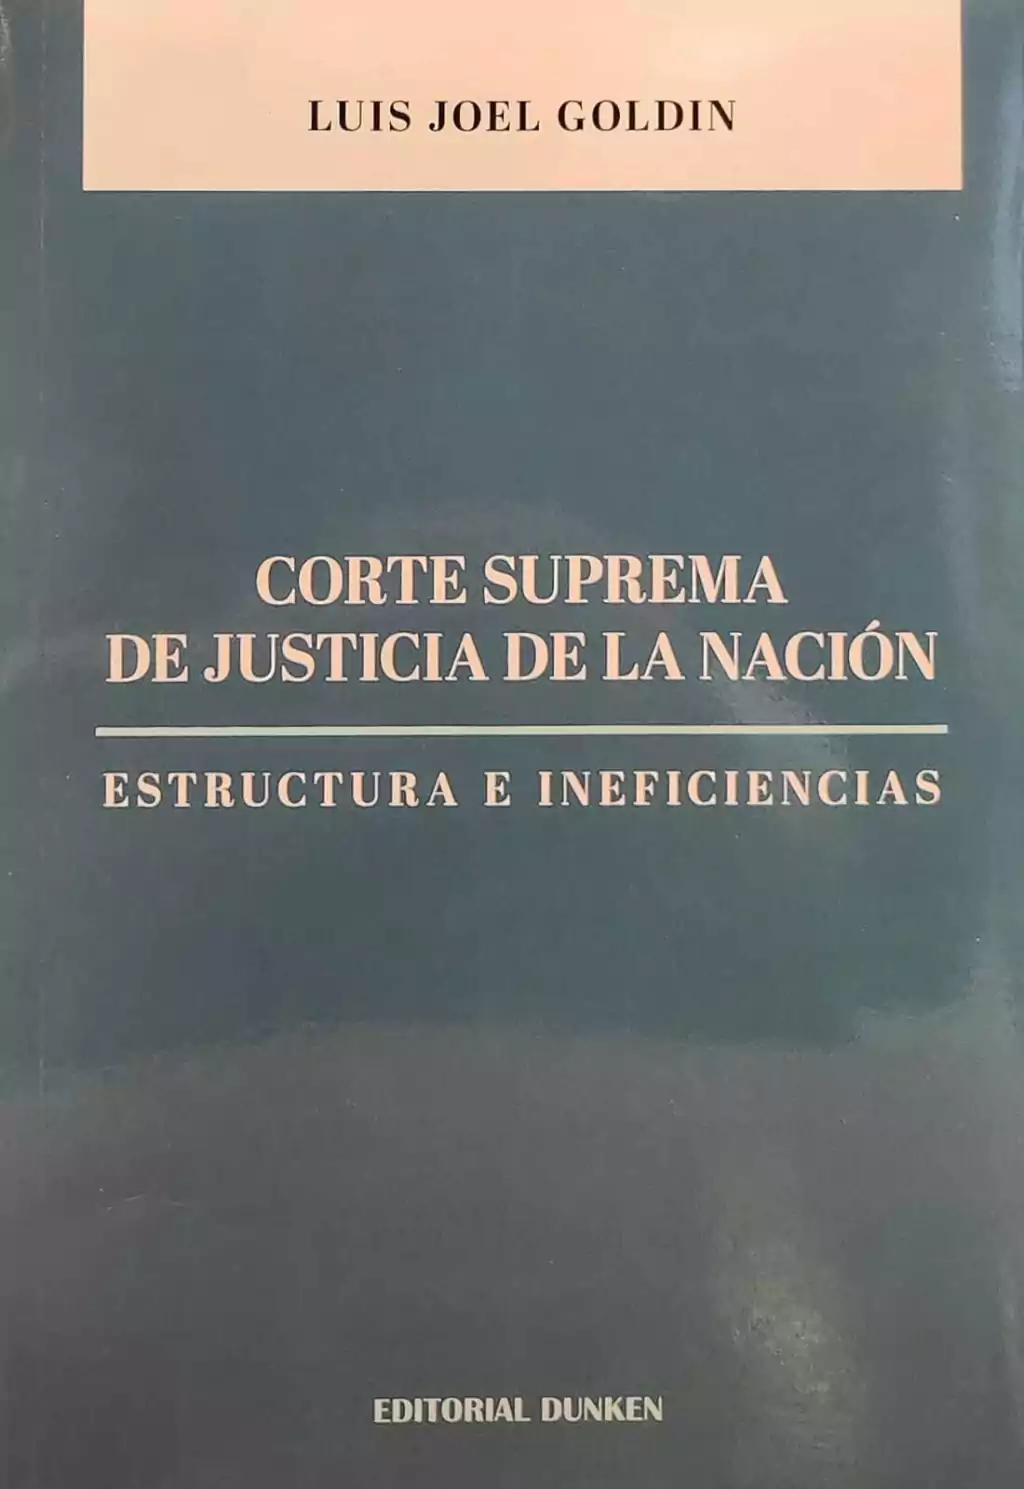 LUIS JOEL GOLDIN
CORTE SUPREMA
DE JUSTICIA DE LA NACIÓN
ESTRUCTURA E INEFICIENCIAS
EDITORIAL DUNKEN